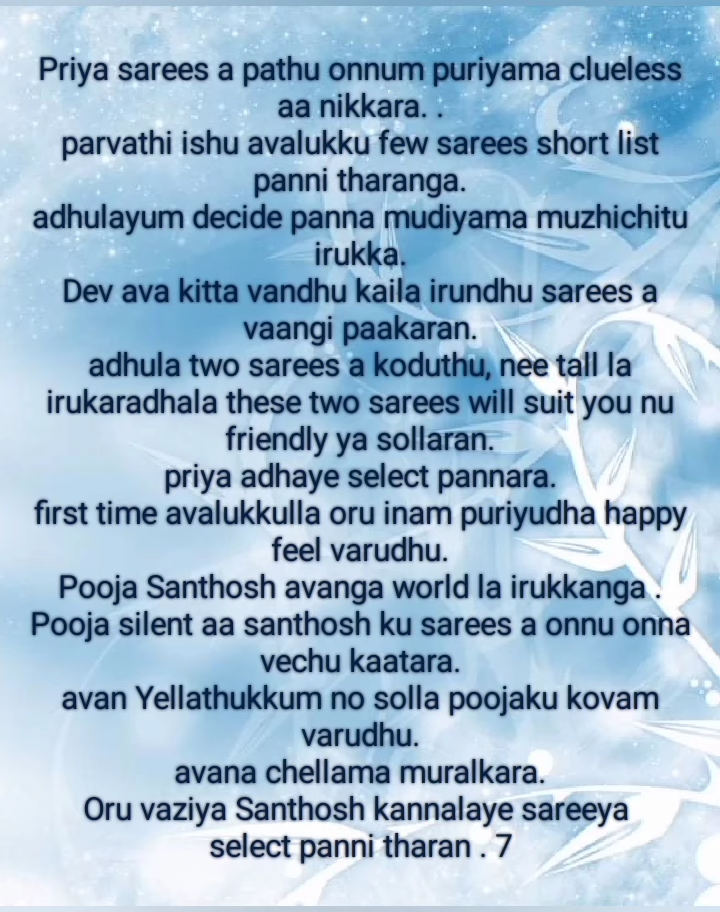 Priya sarees a pathu onnum puriyama clueless
aa nikkara. .
parvathi ishu avalukku few sarees short list
panni tharanga.
adhulayum decide panna mudiyama muzhichitu
irukka.
Dev ava kitta vandhu kaila irundhu sarees a
vaangi paakaran.
adhula two sarees a koduthu, nee tall la
irukaradhala these two sarees will suit you nu
friendly ya sollaran.
priya adhaye select pannara.
first time avalukkulla oru inam puriyudha happy
feel varudhu.
Pooja Santhosh avanga world la irukkanga .
Pooja silent aa santhosh ku sarees a onnu onna
vechu kaatara.
avan Yellathukkum no solla poojaku kovam
varudhu.
avana chellama muralkara.
Oru vaziya Santhosh kannalaye sareeya
select panni tharan . 7